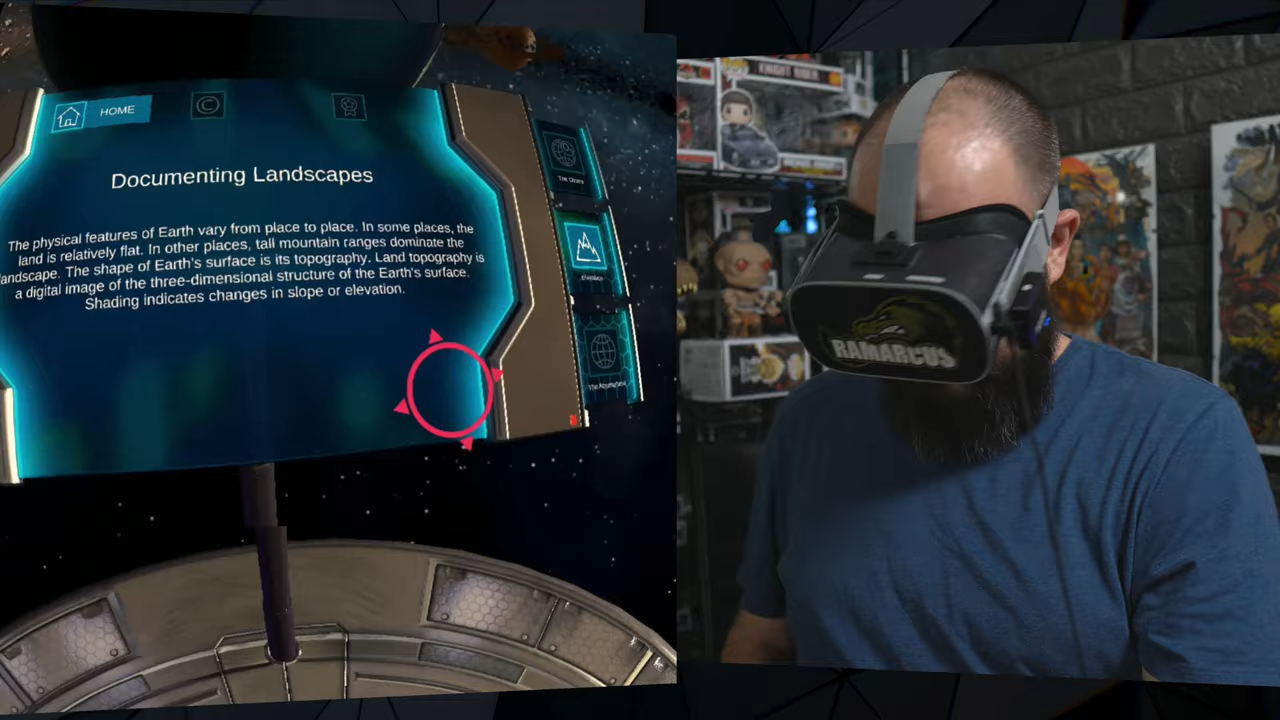 HOME
Documenting Landscapes
The physical features of Earth vary from place to place. In some places, the
land is relatively flat. In other places, tall mountain ranges dominate the
landscape. The shape of Earth's surface is its topography. Land topography is
a digital image of the three-dimensional structure of the Earth's surface.
Shading indicates changes in slope or elevation.
KNIGHT RIDER
RAMARCUS